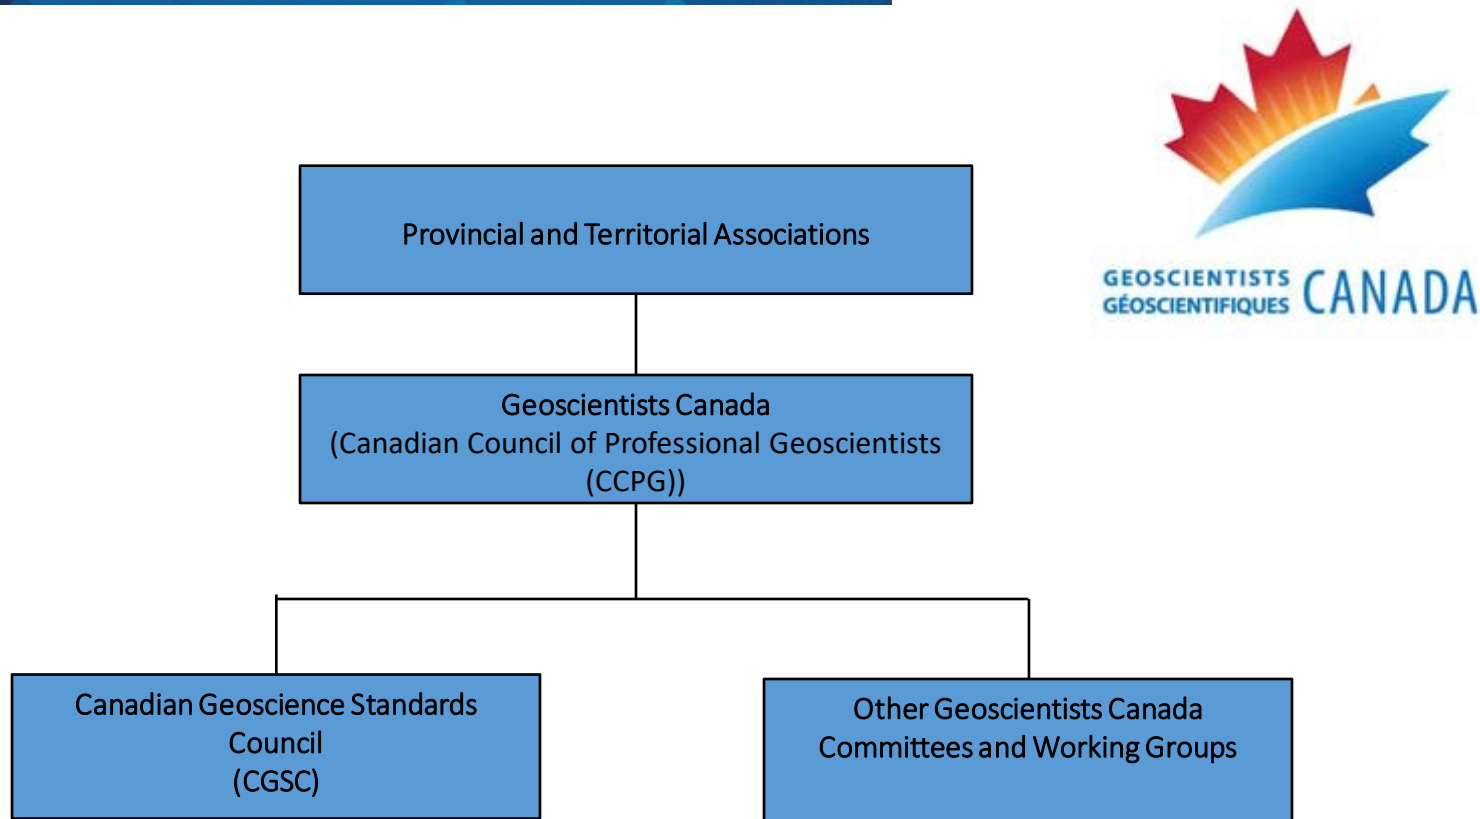 GEOSCIENTISTS
GÉOSCIENTIFIQUES
CANADA
Provincial and Territorial Associations
Geoscientists Canada
(Canadian Council of Professional Geoscientists
(CCPG))
Canadian Geoscience Standards
Council
(CGSC)
Other Geoscientists Canada
Committees and Working Groups